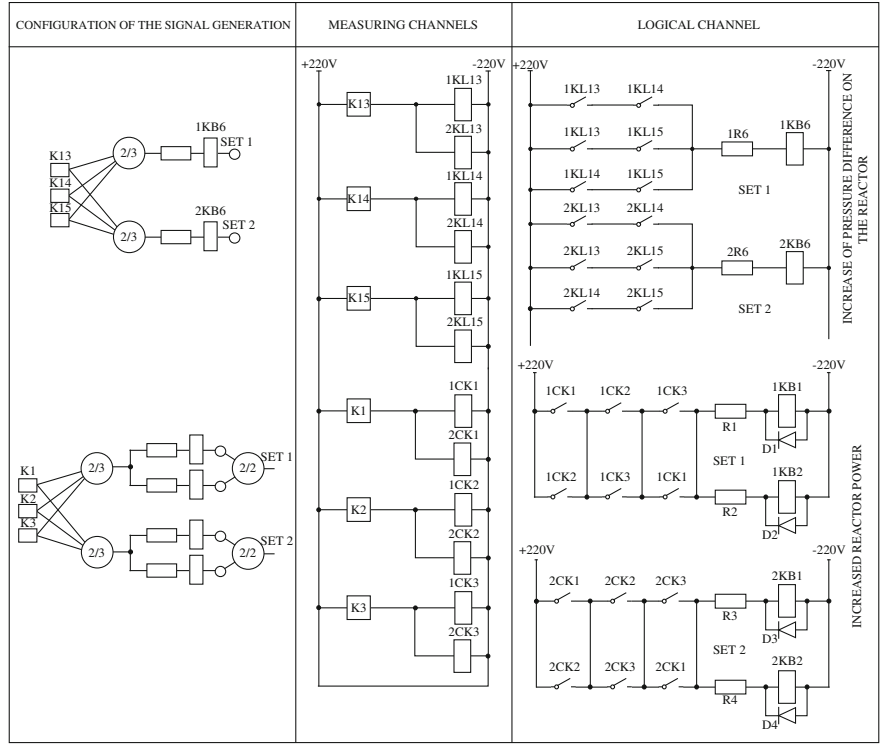 CONFIGURATION OF THE SIGNAL GENERATION
MEASURING CHANNELS
LOGICAL CHANNEL
K13
K14
K15
2/3
1KB6
SET 1
2/3
2KB6
SET 2
K1
K2
K3
2/3
2/2
SET 1
2/3
2/2
SET 2
+220V
-220V
K13
1KL13
2KL13
K14
1KL14
2KL14
K15
1KL15
2KL15
K1
1CK1
2CK1
K2
1CK2
2CK2
K3
1CK3
2CK3
+220V
-220V
1KL13 1KL14
1KL13 1KL15
1R6
1KB6
1KL14 1KL15
SET 1
2KL13 2KL14
2KL13 2KL15
2R6
2KB6
2KL14 2KL15
SET 2
INCREASE OF PRESSURE DIFFERENCE ON
THE REACTOR
+220V
-220V
1CK1 1CK2 1CK3
R1
1KB1
D1
SET 1
1CK2 1CK3 1CK1
R2
1KB2
D2
+220V
-220V
2CK1 2CK2 2CK3
R3
2KB1
D3
SET 2
2CK2 2CK3 2CK1
R4
2KB2
D4
INCREASED REACTOR POWER